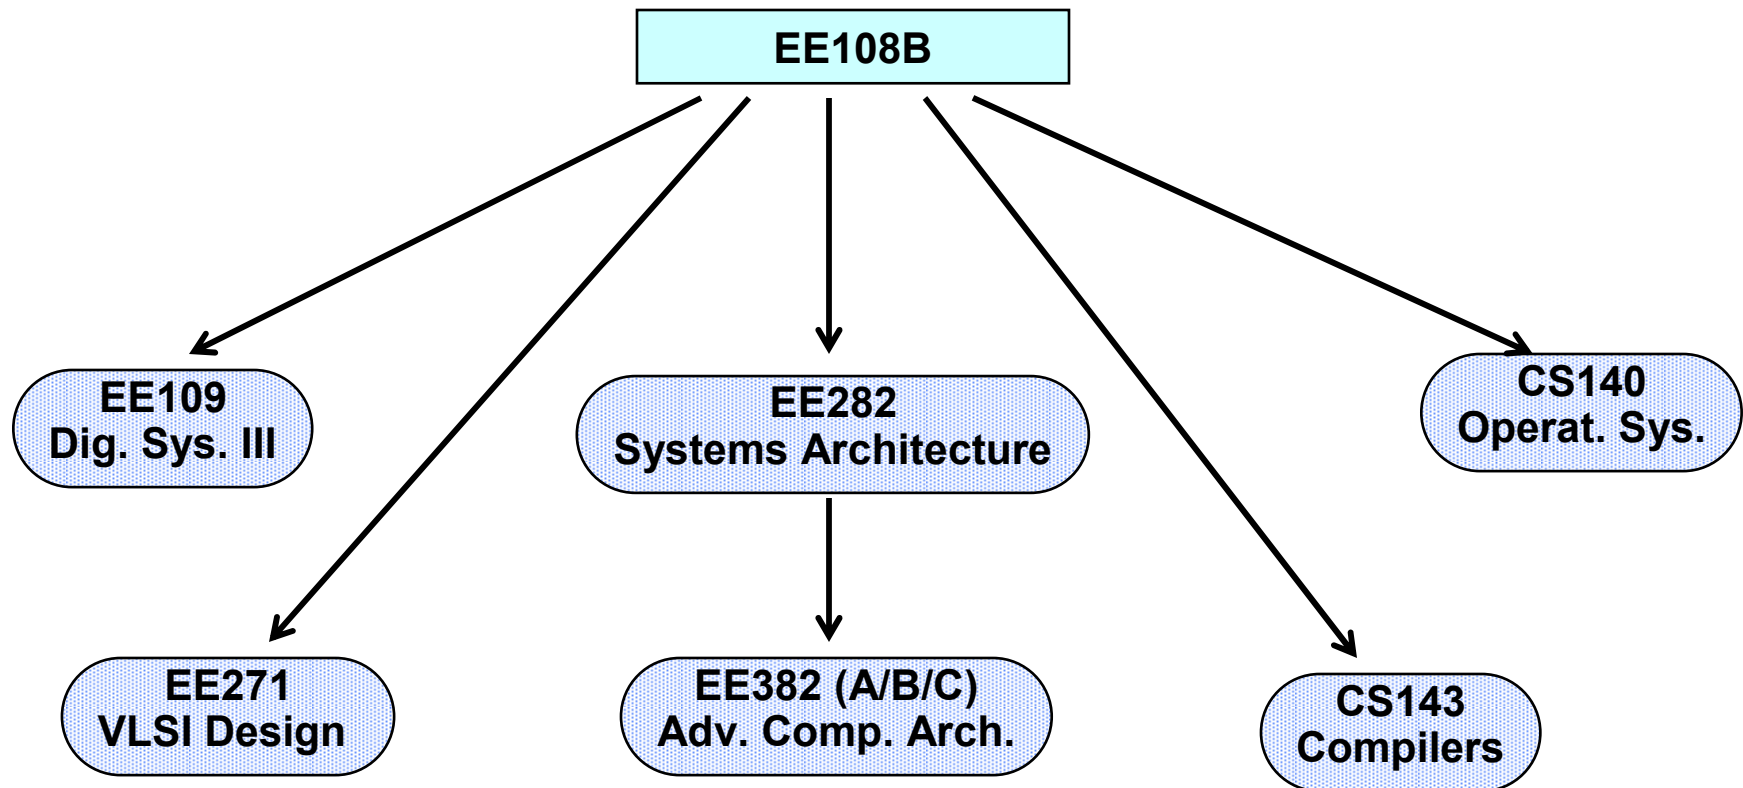 EE108B
EE109
Dig. Sys. III
EE282
Systems Architecture
CS140
Operat. Sys.
EE271
VLSI Design
EE382 (A/B/C)
Adv. Comp. Arch.
CS143
Compilers